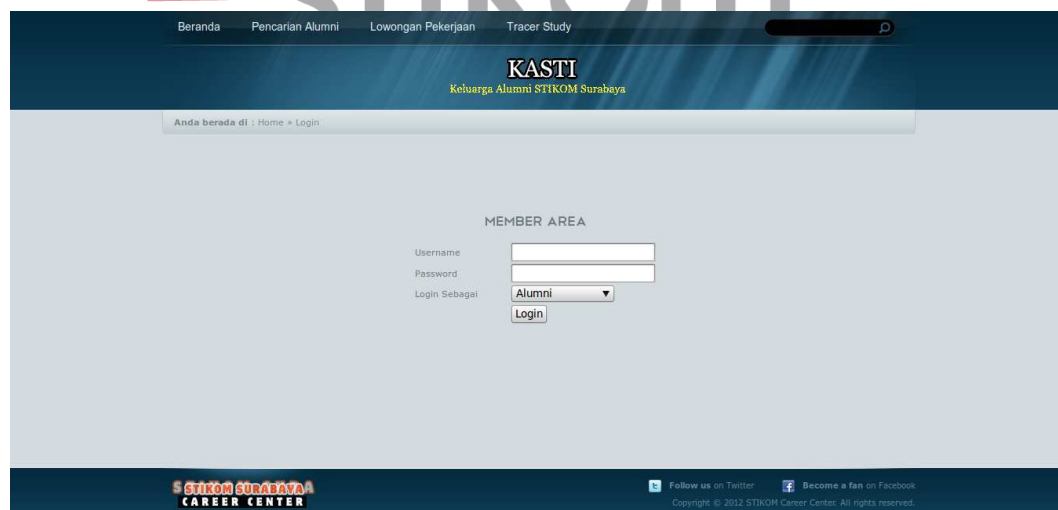 Beranda Pencarian Alumni Lowongan Pekerjaan Tracer Study
KASTI
Keluarga Alumni STIKOM Surabaya
Anda berada di : Home » Login
MEMBER AREA
Username
Password
Login Sebagai Alumni
Login
STIKOM SURABAYA
CAREER CENTER
Follow us on Twitter Become a fan on Facebook
Copyright © 2012 STIKOM Career Center. All rights reserved.